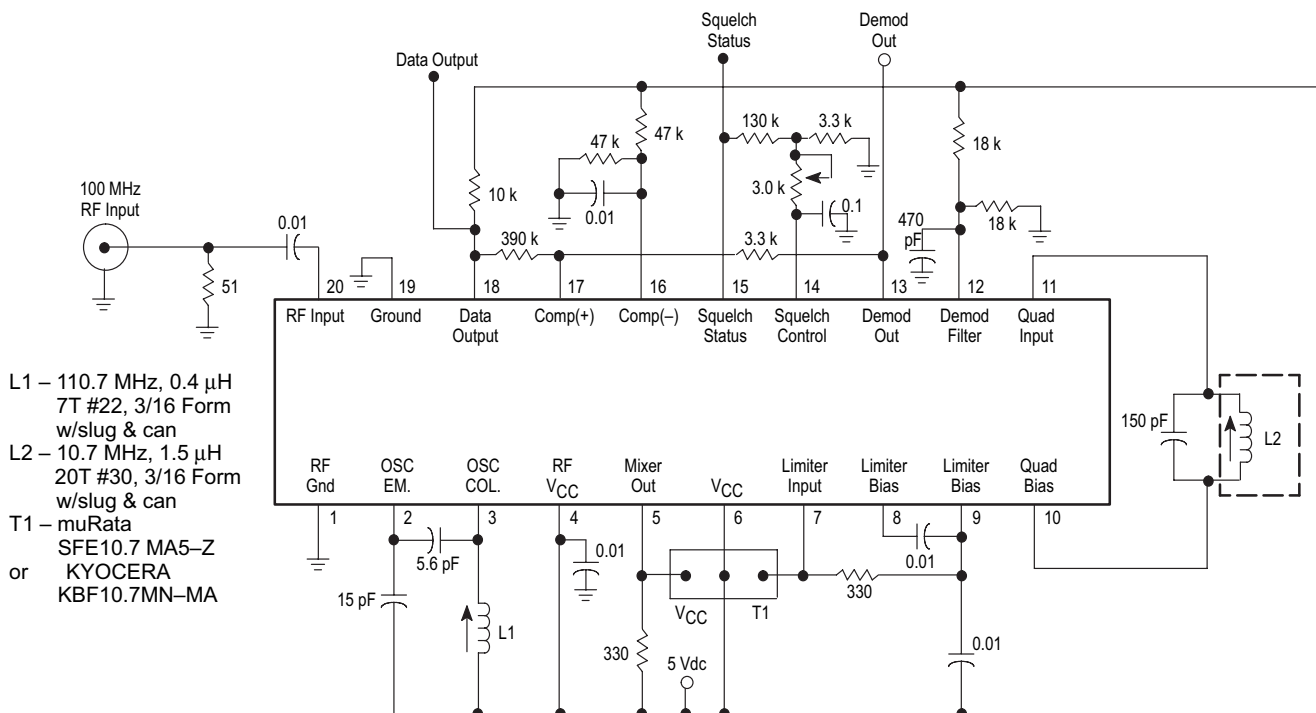 Squelch
Status
Demod
Out
Data Output
47 k
47 k
130 k
3.3 k
18 k
100 MHz
RF Input
10 k
3.0 k
0.01
0.01
0.1
470
pF
18 k
51
390 k
3.3 k
20
19
18
17
16
15
14
13
12
11
RF Input
Ground
Data
Output
Comp(+)
Comp(–)
Squelch
Status
Squelch
Control
Demod
Out
Demod
Filter
Quad
Input
L1 – 110.7 MHz, 0.4 μH
7T #22, 3/16 Form
w/slug & can
L2 – 10.7 MHz, 1.5 μH
20T #30, 3/16 Form
w/slug & can
T1 – muRata
SFE10.7 MA5–Z
or KYOCERA
KBF10.7MN–MA
150 pF
L2
RF
Gnd
OSC
EM.
OSC
COL.
RF
VCC
Mixer
Out
VCC
Limiter
Input
Limiter
Bias
Limiter
Bias
Quad
Bias
1
2
3
4
5
6
7
8
9
10
5.6 pF
0.01
0.01
15 pF
L1
VCC
T1
330
330
5 Vdc
0.01